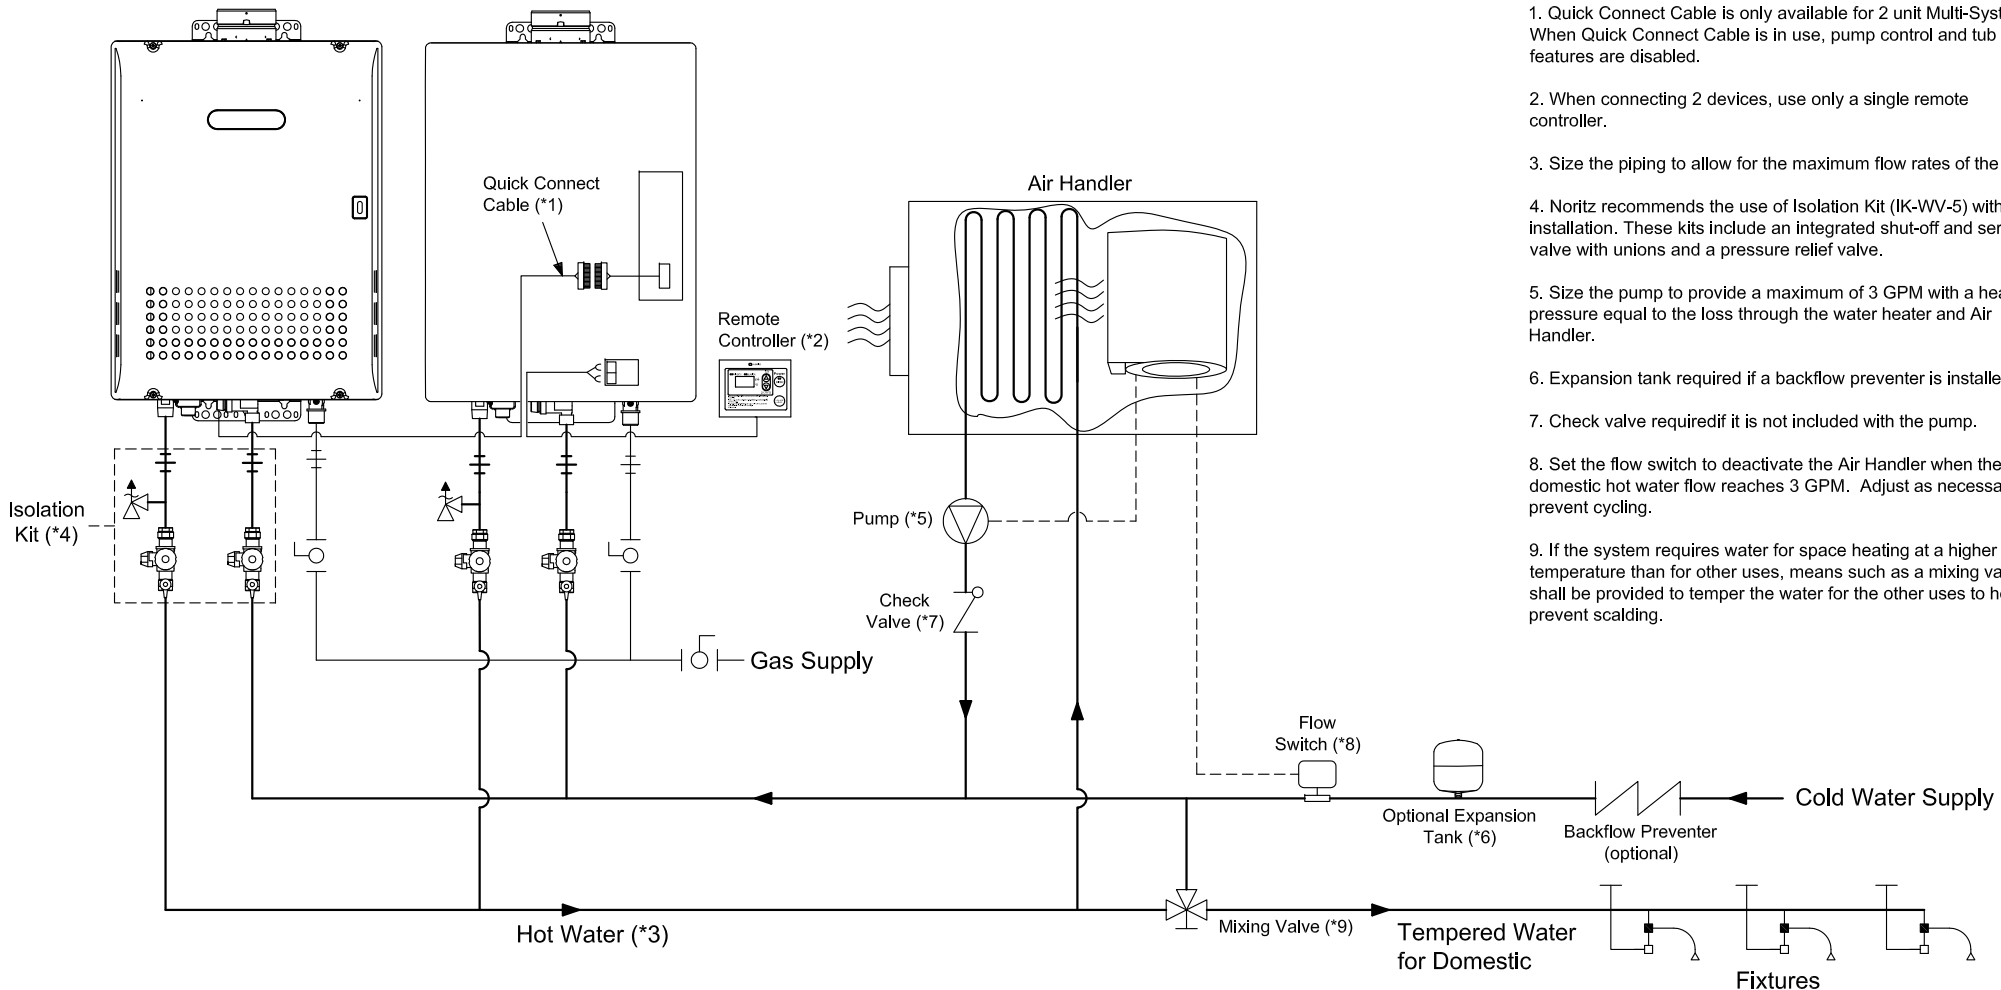 1. Quick Connect Cable is only available for 2 unit Multi-Syst
When Quick Connect Cable is in use, pump control and tub
features are disabled.
2. When connecting 2 devices, use only a single remote
controller.
3. Size the piping to allow for the maximum flow rates of the
4. Noritz recommends the use of Isolation Kit (IK-WV-5) with
installation. These kits include an integrated shut-off and ser
valve with unions and a pressure relief valve.
5. Size the pump to provide a maximum of 3 GPM with a hea
pressure equal to the loss through the water heater and Air
Handler.
6. Expansion tank required if a backflow preventer is installe
7. Check valve requiredif it is not included with the pump.
8. Set the flow switch to deactivate the Air Handler when the
domestic hot water flow reaches 3 GPM.  Adjust as necessa
prevent cycling.
9. If the system requires water for space heating at a higher
temperature than for other uses, means such as a mixing va
shall be provided to temper the water for the other uses to he
prevent scalding.
Quick Connect
Cable (*1)
Air Handler
Remote
Controller (*2)
Isolation
Kit (*4)
Pump (*5)
Check
Valve (*7)
Gas Supply
Flow
Switch (*8)
Optional Expansion
Tank (*6)
Backflow Preventer
(optional)
Cold Water Supply
Hot Water (*3)
Mixing Valve (*9)
Tempered Water
for Domestic
Fixtures